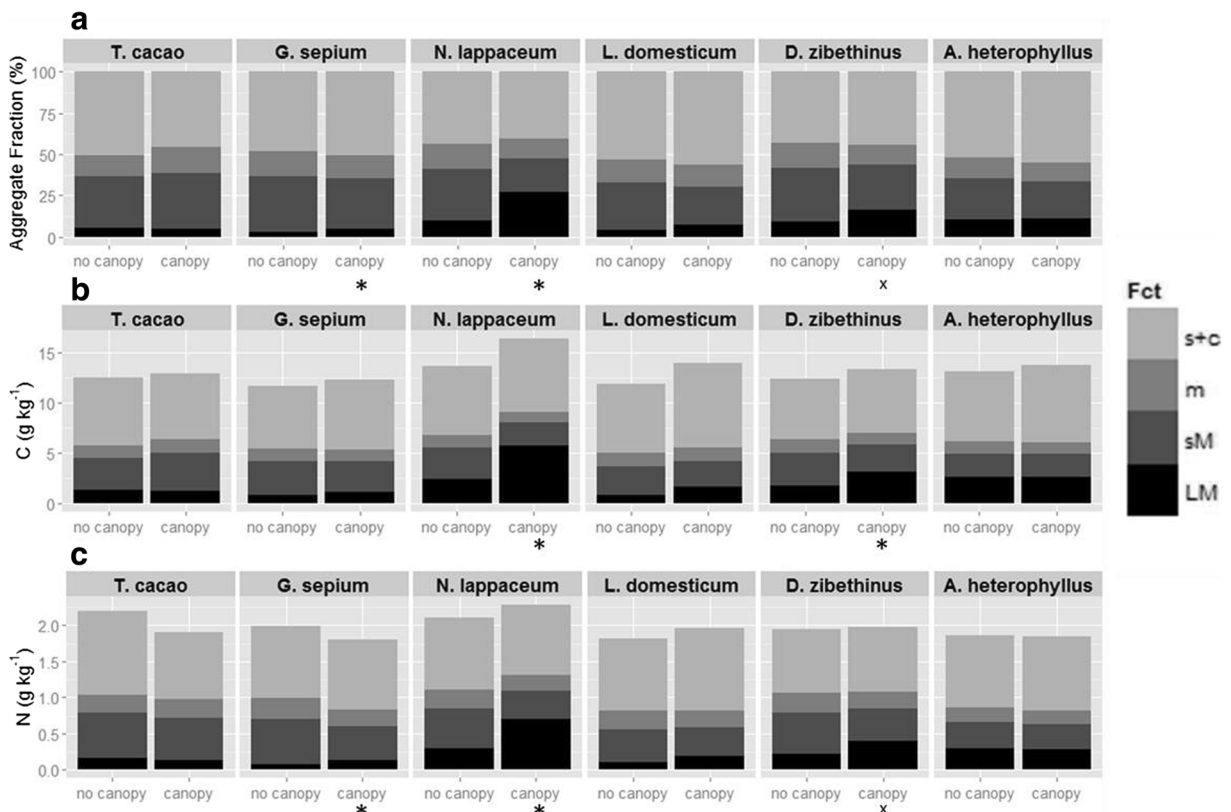 a
T. cacao G. sepium N. lappaceum L. domesticum D. zibethinus A. heterophyllus
Aggregate Fraction (%)
100
75
50
25
0
no canopy canopy no canopy canopy no canopy canopy no canopy canopy no canopy canopy no canopy canopy
* * x
b
T. cacao G. sepium N. lappaceum L. domesticum D. zibethinus A. heterophyllus
C (g kg-1)
15
10
5
0
no canopy canopy no canopy canopy no canopy canopy no canopy canopy no canopy canopy no canopy canopy
* *
c
T. cacao G. sepium N. lappaceum L. domesticum D. zibethinus A. heterophyllus
N (g kg-1)
2.0
1.5
1.0
0.5
0.0
no canopy canopy no canopy canopy no canopy canopy no canopy canopy no canopy canopy no canopy canopy
* * x
Fct
s+c
m
sM
LM